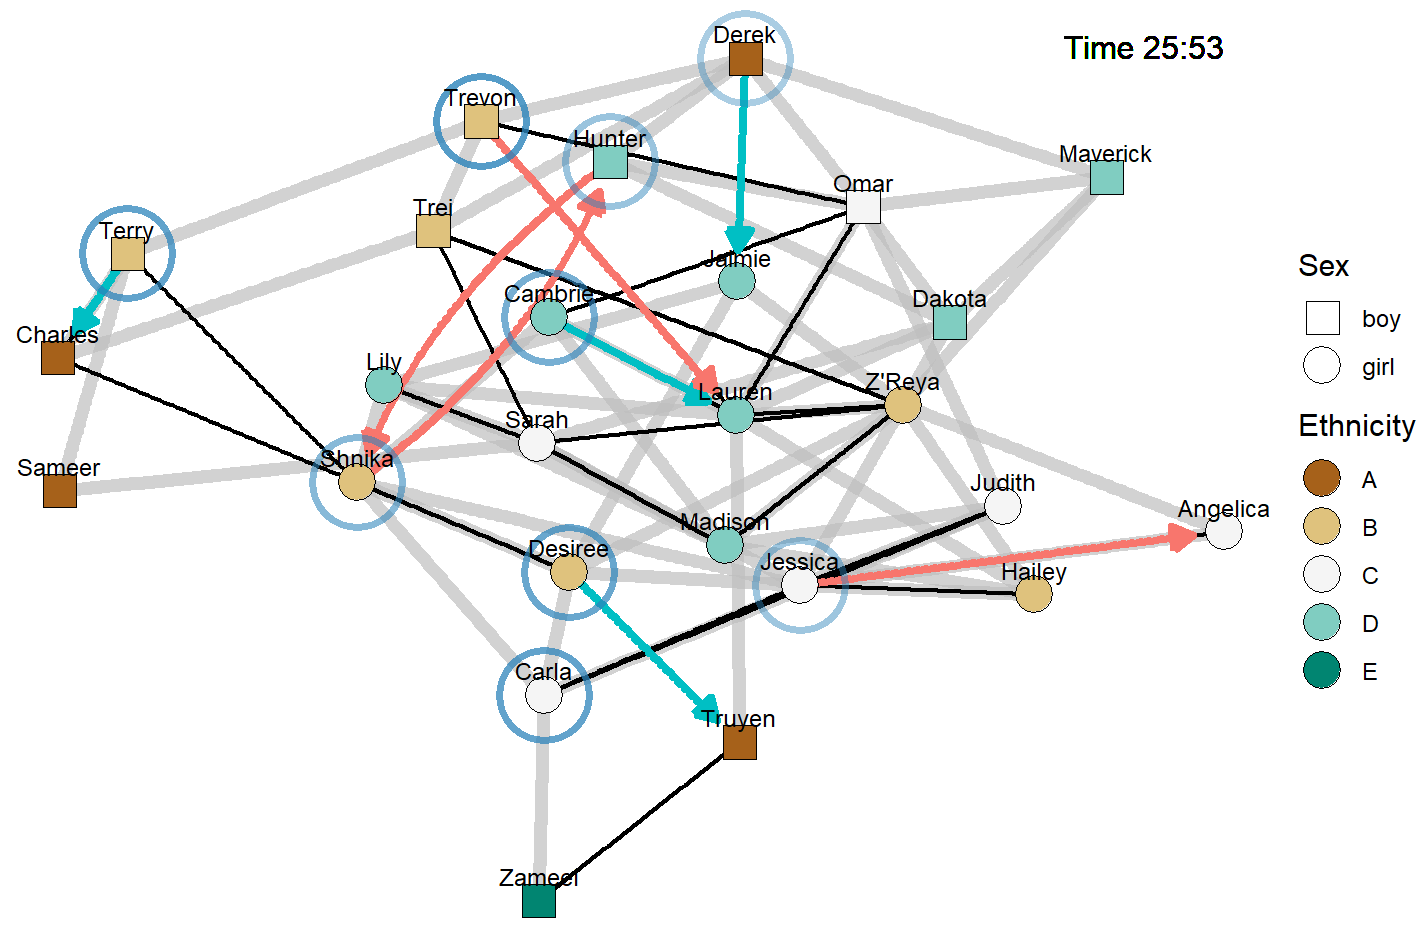 Derek
Time 25:53
Trevon
Hunter
Maverick
Omar
Trei
Terry
Jaimie
Cambrie
Dakota
Charles
Lily
Z'Reya
Lauren
Sarah
Shnika
Sameer
Judith
Angelica
Madison
Desiree
Jessica
Hailey
Carla
Truyen
Zameel
Sex
boy
girl
Ethnicity
A
B
C
D
E